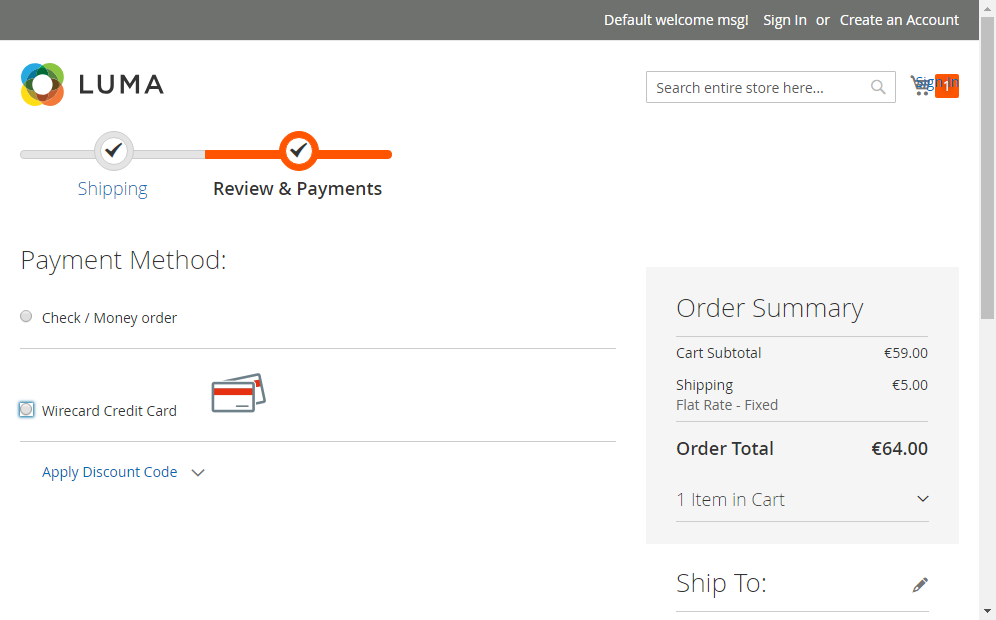 Default welcome msg! Sign In or Create an Account
LUMA
Search entire store here...
Sign In
1
Shipping
Review & Payments
Payment Method:
Check / Money order
Wirecard Credit Card
Apply Discount Code
Order Summary
Cart Subtotal €59.00
Shipping €5.00
Flat Rate - Fixed
Order Total €64.00
1 Item in Cart
Ship To: